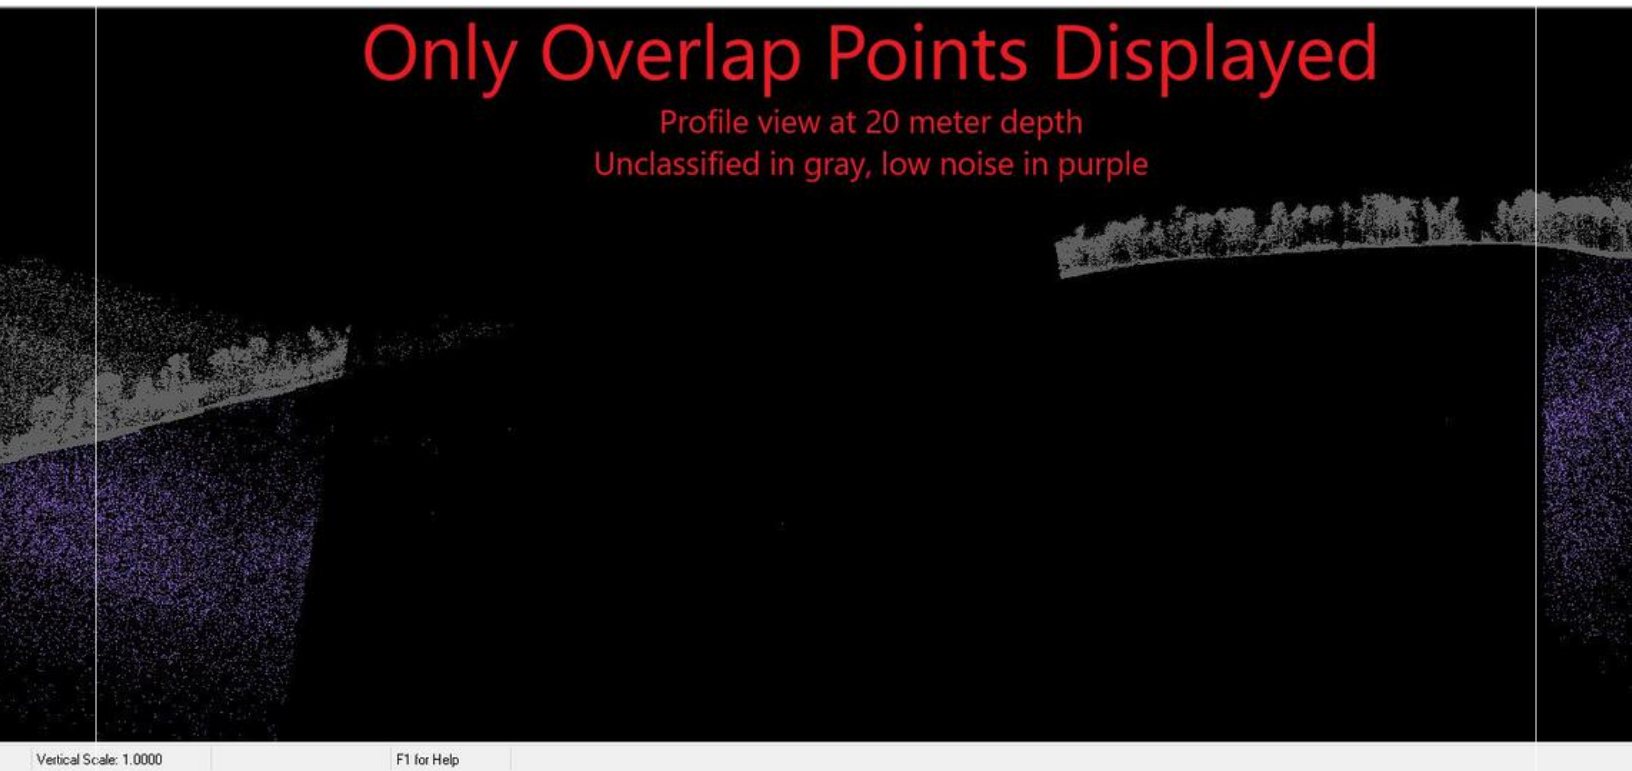 Only Overlap Points Displayed
Profile view at 20 meter depth
Unclassified in gray, low noise in purple
Vertical Scale: 1.0000
F1 for Help